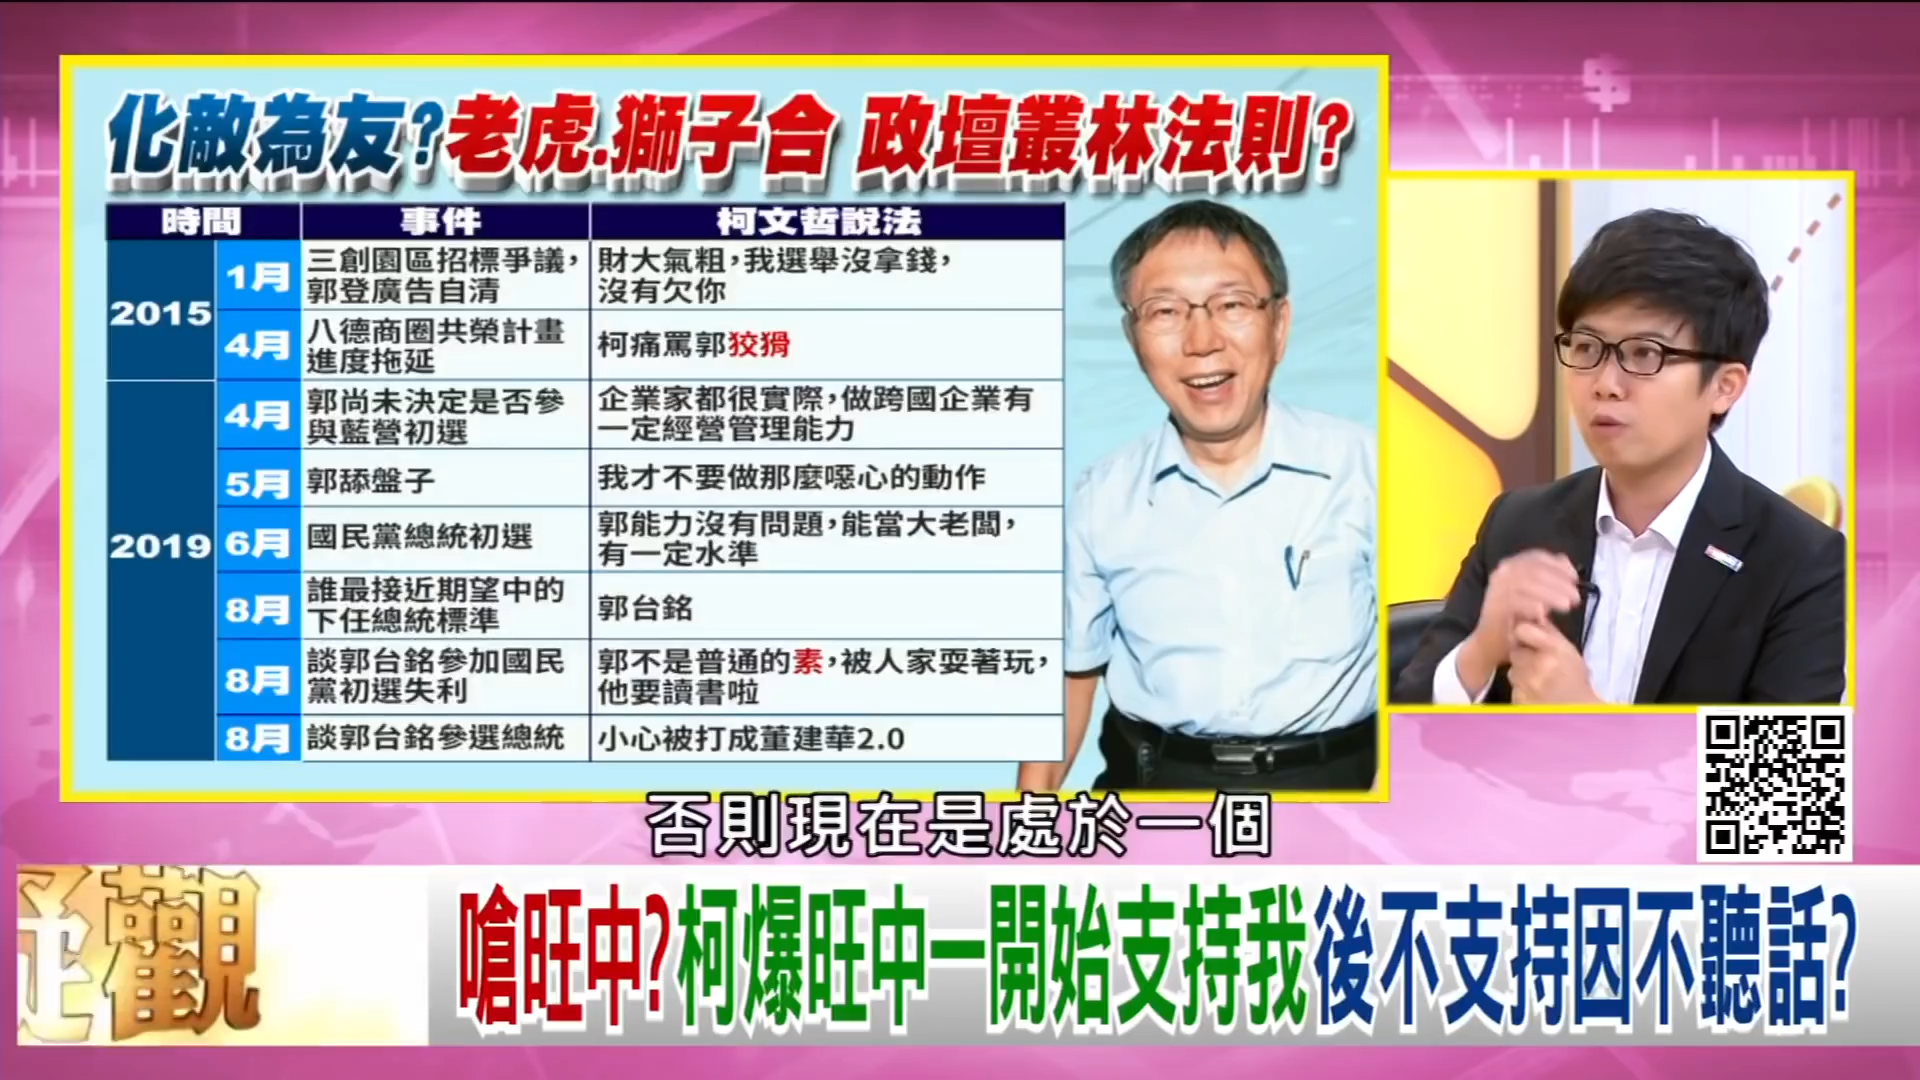 化敵為友?老虎.獅子合 政壇叢林法則?
時間 事件 柯文哲說法
2015
1月
三創園區招標爭議,
郭登廣告自清
財大氣粗,我選舉沒拿錢,
沒有欠你
4月
八德商圈共榮計畫
進度拖延
柯痛罵郭狡猾
2019
4月
郭尚未決定是否參
與藍營初選
企業家都很實際,做跨國企業有
一定經營管理能力
5月
郭舔盤子
我才不要做那麼噁心的動作
6月
國民黨總統初選
郭能力沒有問題,能當大老闆,
有一定水準
8月
誰最接近期望中的
下任總統標準
郭台銘
8月
談郭台銘參加國民
黨初選失利
郭不是普通的素,被人家耍著玩,
他要讀書啦
8月
談郭台銘參選總統
小心被打成董建華2.0
否則現在是處於一個
觀
嗆旺中?柯爆旺中一開始支持我後不支持因不聽話?